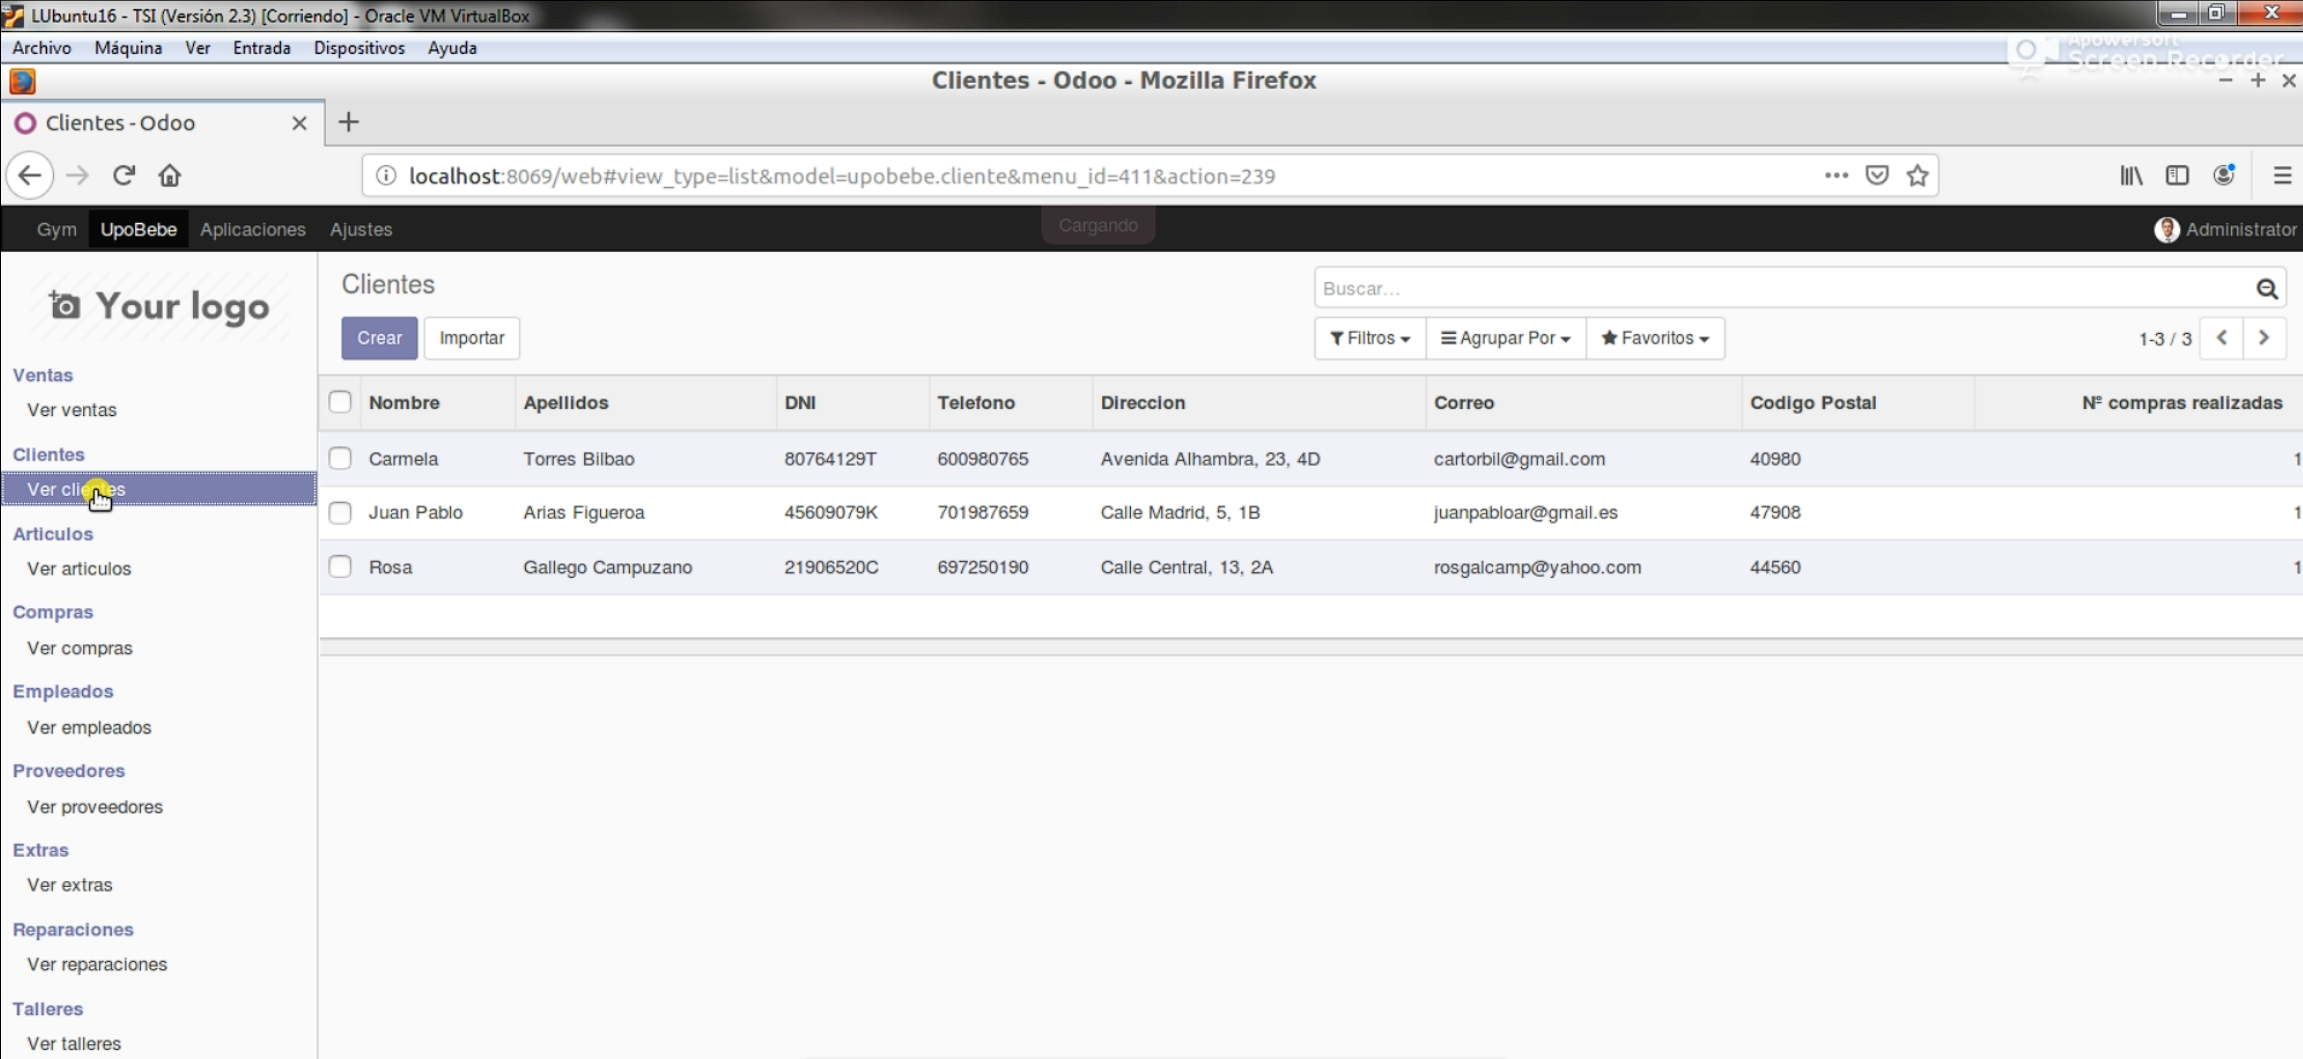 LUbuntu16 - TSI (Versión 2.3) [Corriendo] - Oracle VM VirtualBox
Archivo Máquina Ver Entrada Dispositivos Ayuda
Apowersoft
Screen Recorder
Clientes - Odoo - Mozilla Firefox
Clientes - Odoo
localhost:8069/web#view_type=list&model=upobebe.cliente&menu_id=411&action=239
Gym UpoBebe Aplicaciones Ajustes Cargando Administrator
Your logo
Clientes
Buscar...
Crear Importar Filtros Agrupar Por Favoritos 1-3 / 3
Ventas
Ver ventas
Clientes
Ver clientes
Articulos
Ver articulos
Compras
Ver compras
Empleados
Ver empleados
Proveedores
Ver proveedores
Extras
Ver extras
Reparaciones
Ver reparaciones
Talleres
Ver talleres
Nombre Apellidos DNI Telefono Direccion Correo Codigo Postal Nº compras realizadas
Carmela Torres Bilbao 80764129T 600980765 Avenida Alhambra, 23, 4D cartorbil@gmail.com 40980 1
Juan Pablo Arias Figueroa 45609079K 701987659 Calle Madrid, 5, 1B juanpabloar@gmail.es 47908 1
Rosa Gallego Campuzano 21906520C 697250190 Calle Central, 13, 2A rosgalcamp@yahoo.com 44560 1